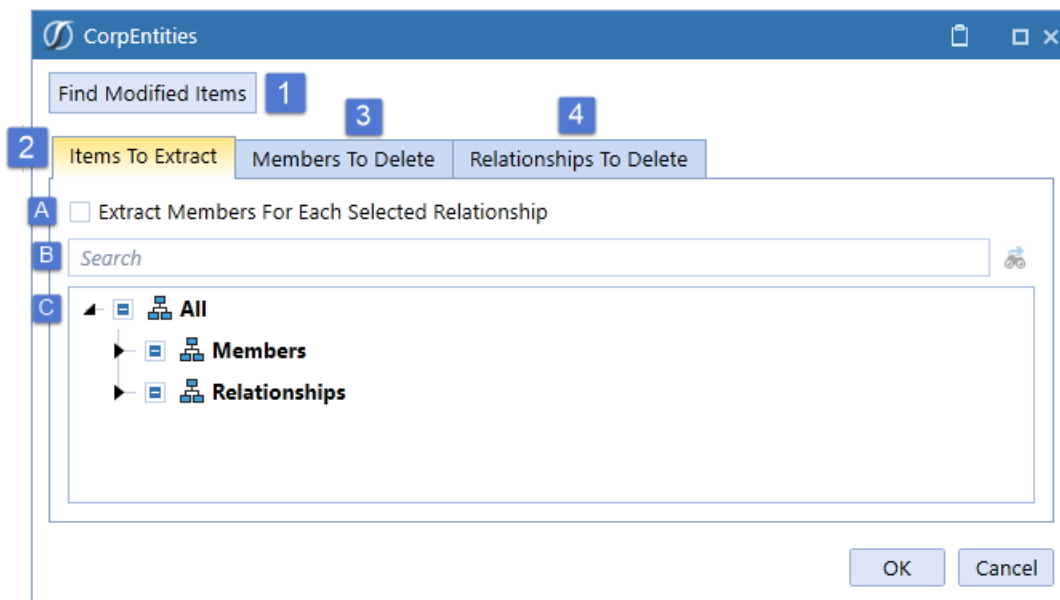 CorpEntities
Find Modified Items 1
3 4
2 Items To Extract Members To Delete Relationships To Delete
A Extract Members For Each Selected Relationship
B Search
C All
Members
Relationships
OK Cancel